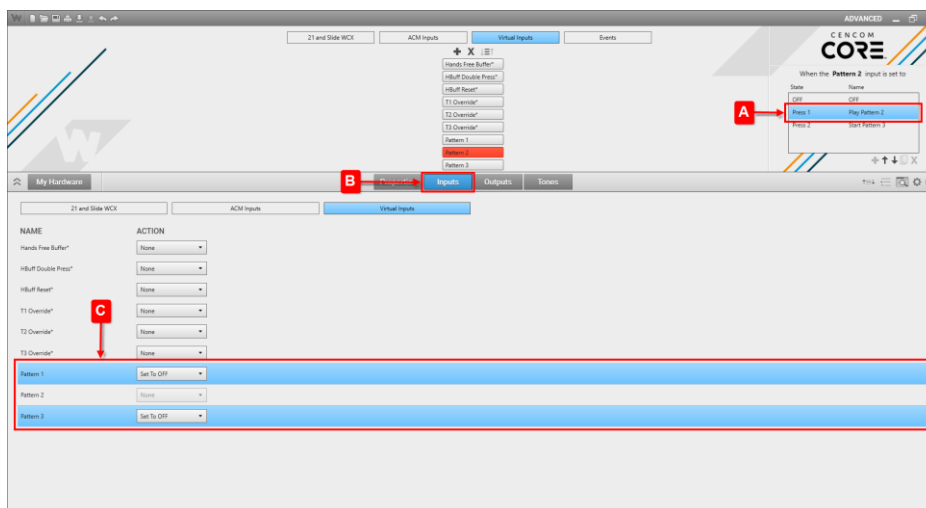 ADVANCED
21 and Slide WCX ACM Inputs Virtual Inputs Events
CENCOM
CORE
Hands Free Buffer*
HBuff Double Press*
HBuff Reset*
T1 Override*
T2 Override*
T3 Override*
Pattern 1
Pattern 2
Pattern 3
When the Pattern 2 input is set to
State Name
OFF OFF
A
Press 1 Play Pattern 2
Press 2 Start Pattern 3
My Hardware
B
Inputs Outputs Tones
21 and Slide WCX ACM Inputs Virtual Inputs
NAME ACTION
Hands Free Buffer* None
HBuff Double Press* None
HBuff Reset* None
C
T1 Override* None
T2 Override* None
T3 Override* None
Pattern 1 Set To OFF
Pattern 2 None
Pattern 3 Set To OFF